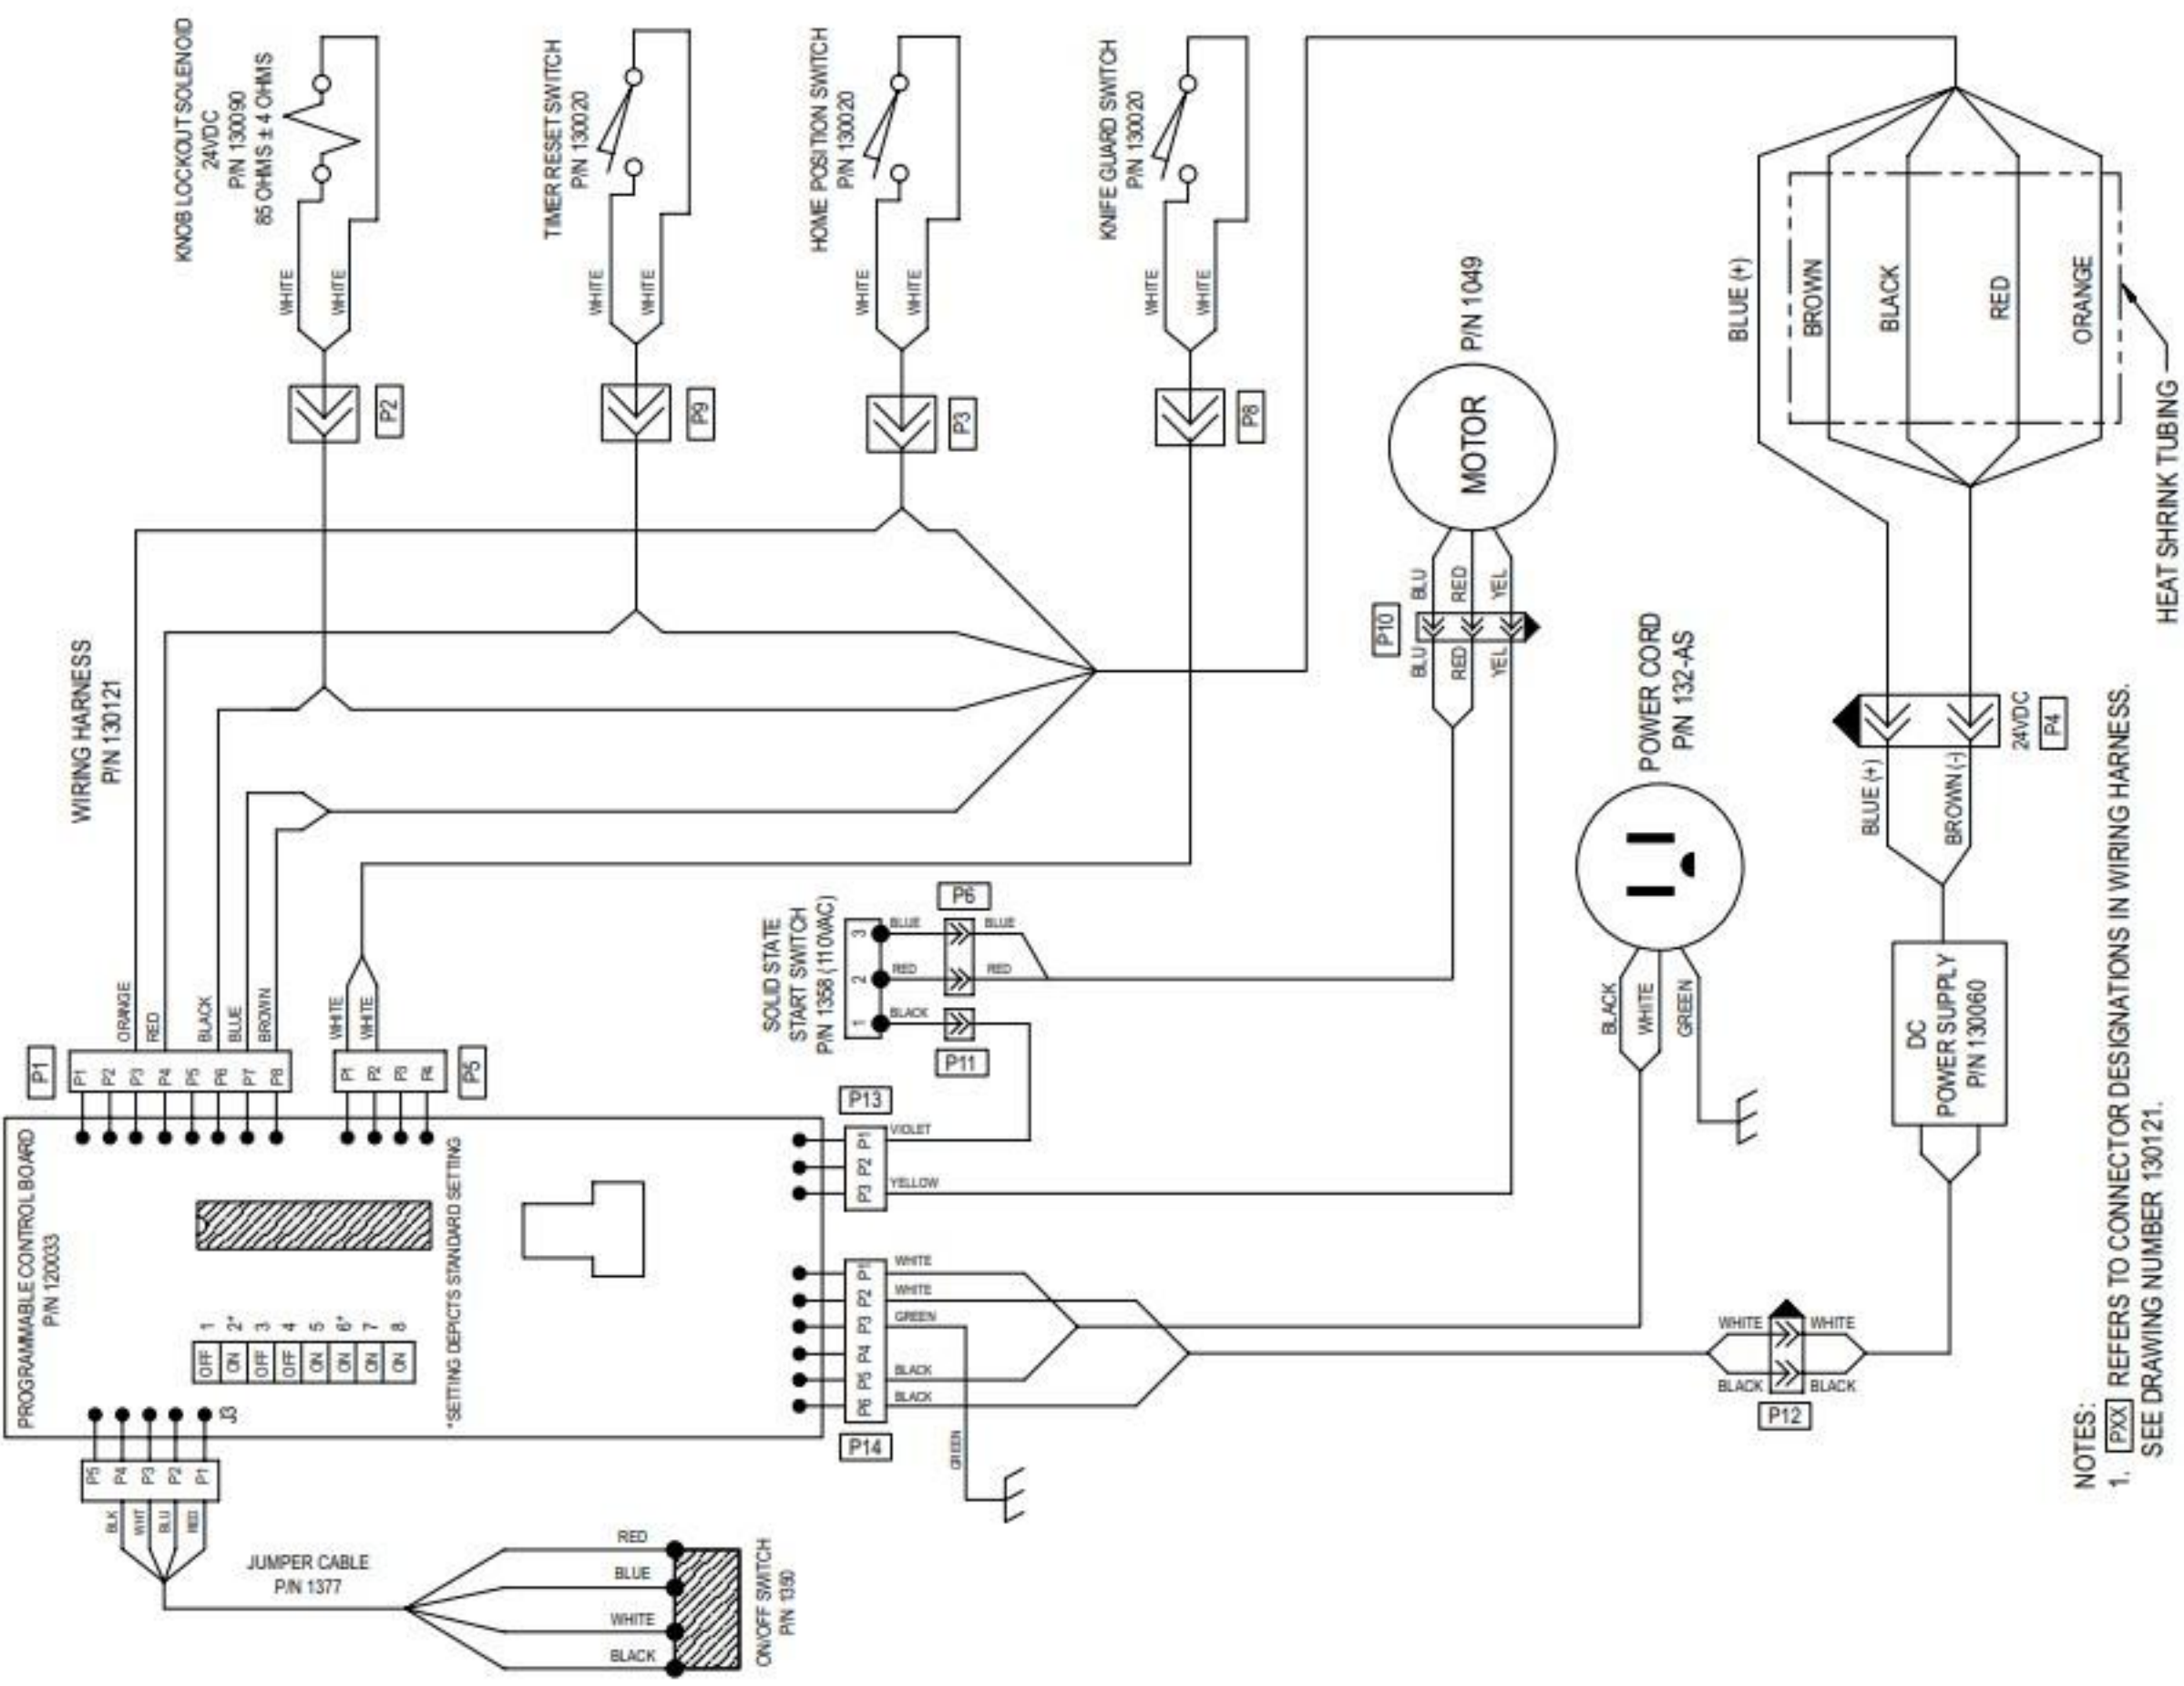 KNOB LOCKOUT SOLENOID
24VDC
P/N 130090
85 OHMS ± 4 OHMS
WHITE
WHITE
P2
TIMER RESET SWITCH
P/N 130020
WHITE
WHITE
P9
HOME POSITION SWITCH
P/N 130020
WHITE
WHITE
P3
KNIFE GUARD SWITCH
P/N 130020
WHITE
WHITE
P8
BLUE (+)
BROWN
BLACK
RED
ORANGE
HEAT SHRINK TUBING
MOTOR
P/N 1049
BLU
RED
YEL
P10
BLU
RED
YEL
WIRING HARNESS
P/N 130121
POWER CORD
P/N 132-AS
BLACK
WHITE
GREEN
24VDC
P4
BLUE (+)
BROWN (-)
DC
POWER SUPPLY
P/N 130060
SOLID STATE
START SWITCH
P/N 1358 (110VAC)
1
2
3
BLUE
RED
BLACK
P6
BLUE
RED
P11
ORANGE
RED
BLACK
BLUE
BROWN
P1
P1
P2
P3
P4
P5
P6
P7
P8
WHITE
WHITE
P1
P2
P3
P4
P5
PROGRAMMABLE CONTROL BOARD
P/N 120033
OFF 1
ON 2*
OFF 3
OFF 4
ON 5
ON 6*
ON 7
ON 8
*SETTING DEPICTS STANDARD SETTING
P13
P1
P2
P3
VIOLET
YELLOW
P1
P2
P3
P4
P5
P6
P14
WHITE
WHITE
GREEN
BLACK
BLACK
GREEN
WHITE
BLACK
P12
WHITE
BLACK
J3
P5
P4
P3
P2
P1
BLK
WHT
BLU
RED
JUMPER CABLE
P/N 1377
RED
BLUE
WHITE
BLACK
ON/OFF SWITCH
P/N 1350
NOTES:
1. PXX REFERS TO CONNECTOR DESIGNATIONS IN WIRING HARNESS.
SEE DRAWING NUMBER 130121.